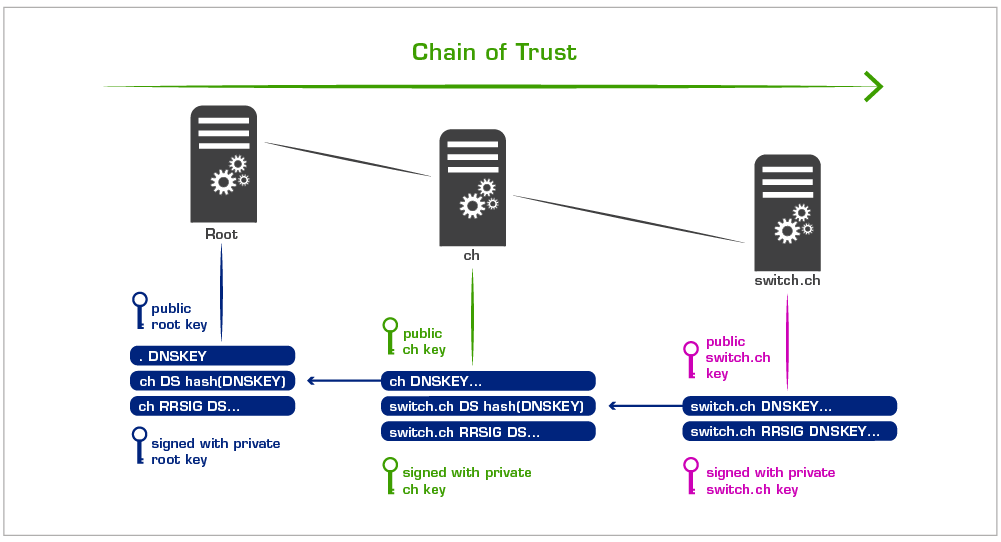 Chain of Trust
Root
ch
switch.ch
public
root key
. DNSKEY
ch DS hash(DNSKEY)
ch RRSIG DS...
signed with private
root key
public
ch key
ch DNSKEY...
switch.ch DS hash(DNSKEY)
switch.ch RRSIG DS...
signed with private
ch key
public
switch.ch
key
switch.ch DNSKEY...
switch.ch RRSIG DNSKEY...
signed with private
switch.ch key